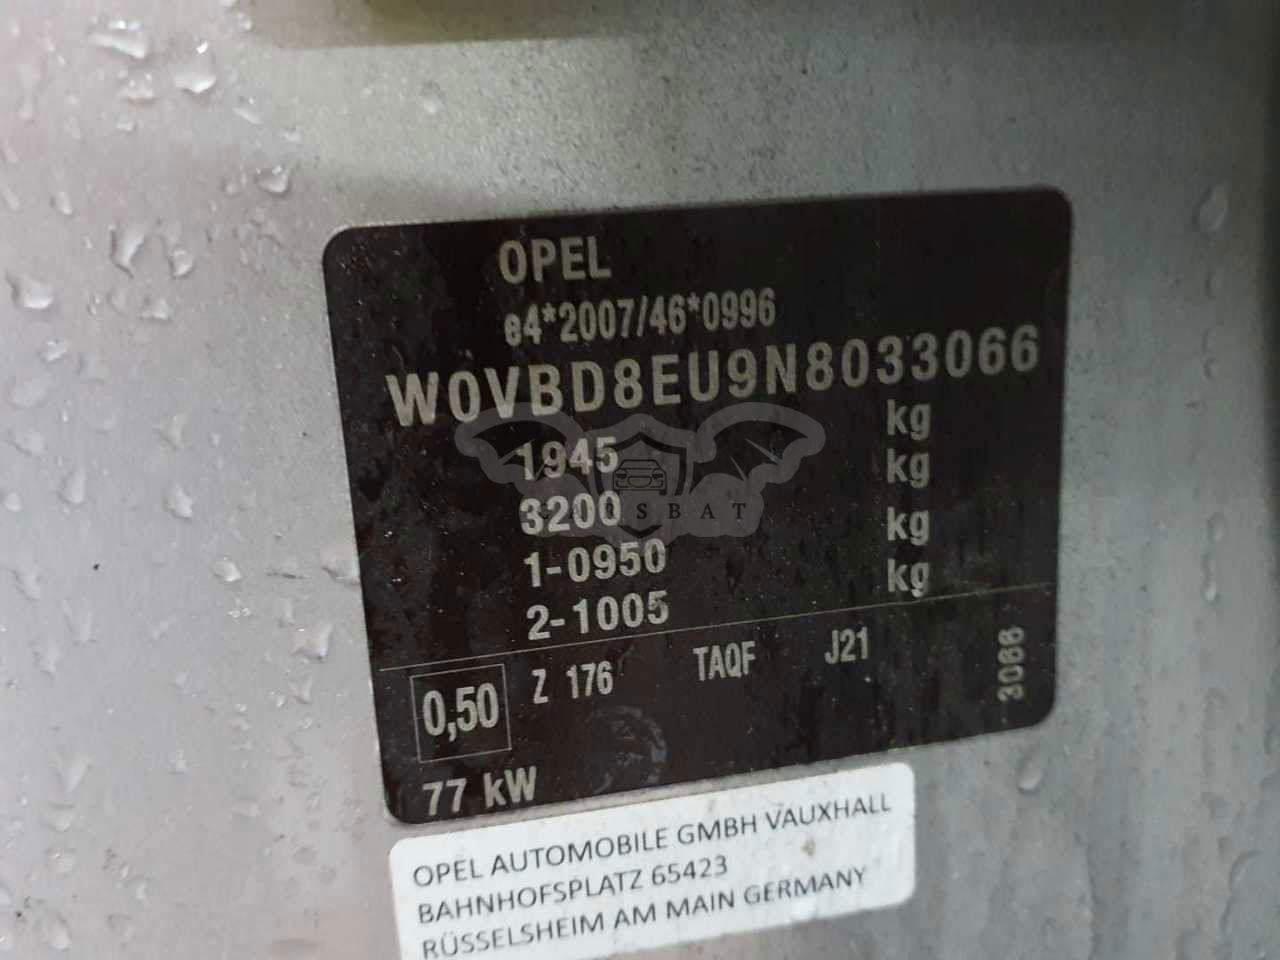 OPEL
e4*2007/46*0996
W0VBD8EU9N8033066
kg
1945 kg
3200 kg
1-0950 kg
2-1005
CARSBAT
0,50 Z 176 TAQF J21 3066
77 kW
OPEL AUTOMOBILE GMBH VAUXHALL
BAHNHOFSPLATZ 65423
RÜSSELSHEIM AM MAIN GERMANY